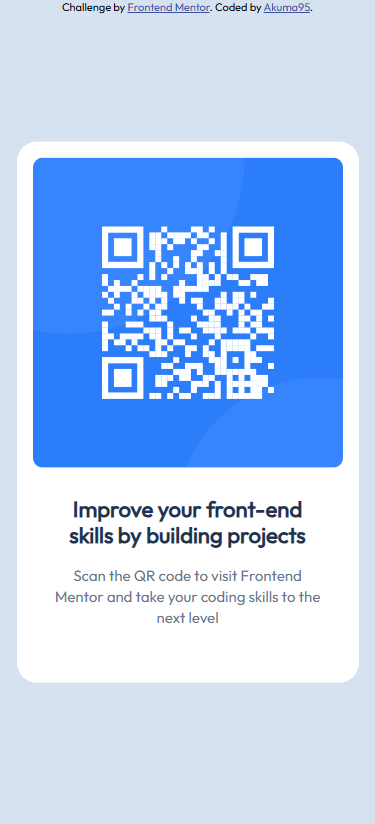 Challenge by Frontend Mentor. Coded by Akuma95.
Improve your front-end
skills by building projects
Scan the QR code to visit Frontend
Mentor and take your coding skills to the
next level